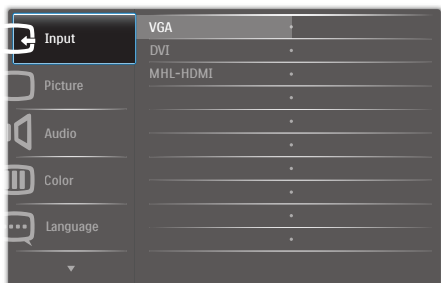 Input
Picture
Audio
Color
Language
VGA
DVI
MHL-HDMI